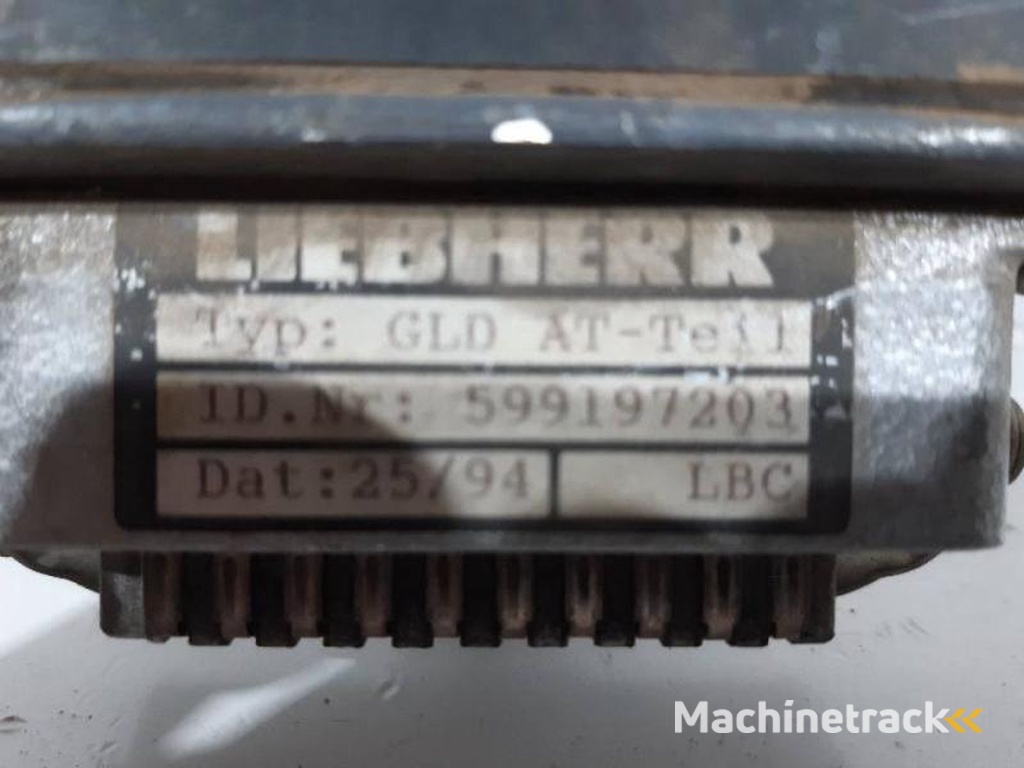 LIEBHERR
Typ: GLD AT-Teil
ID.Nr: 599197203
Dat:25/94 LBC
Machinetrack